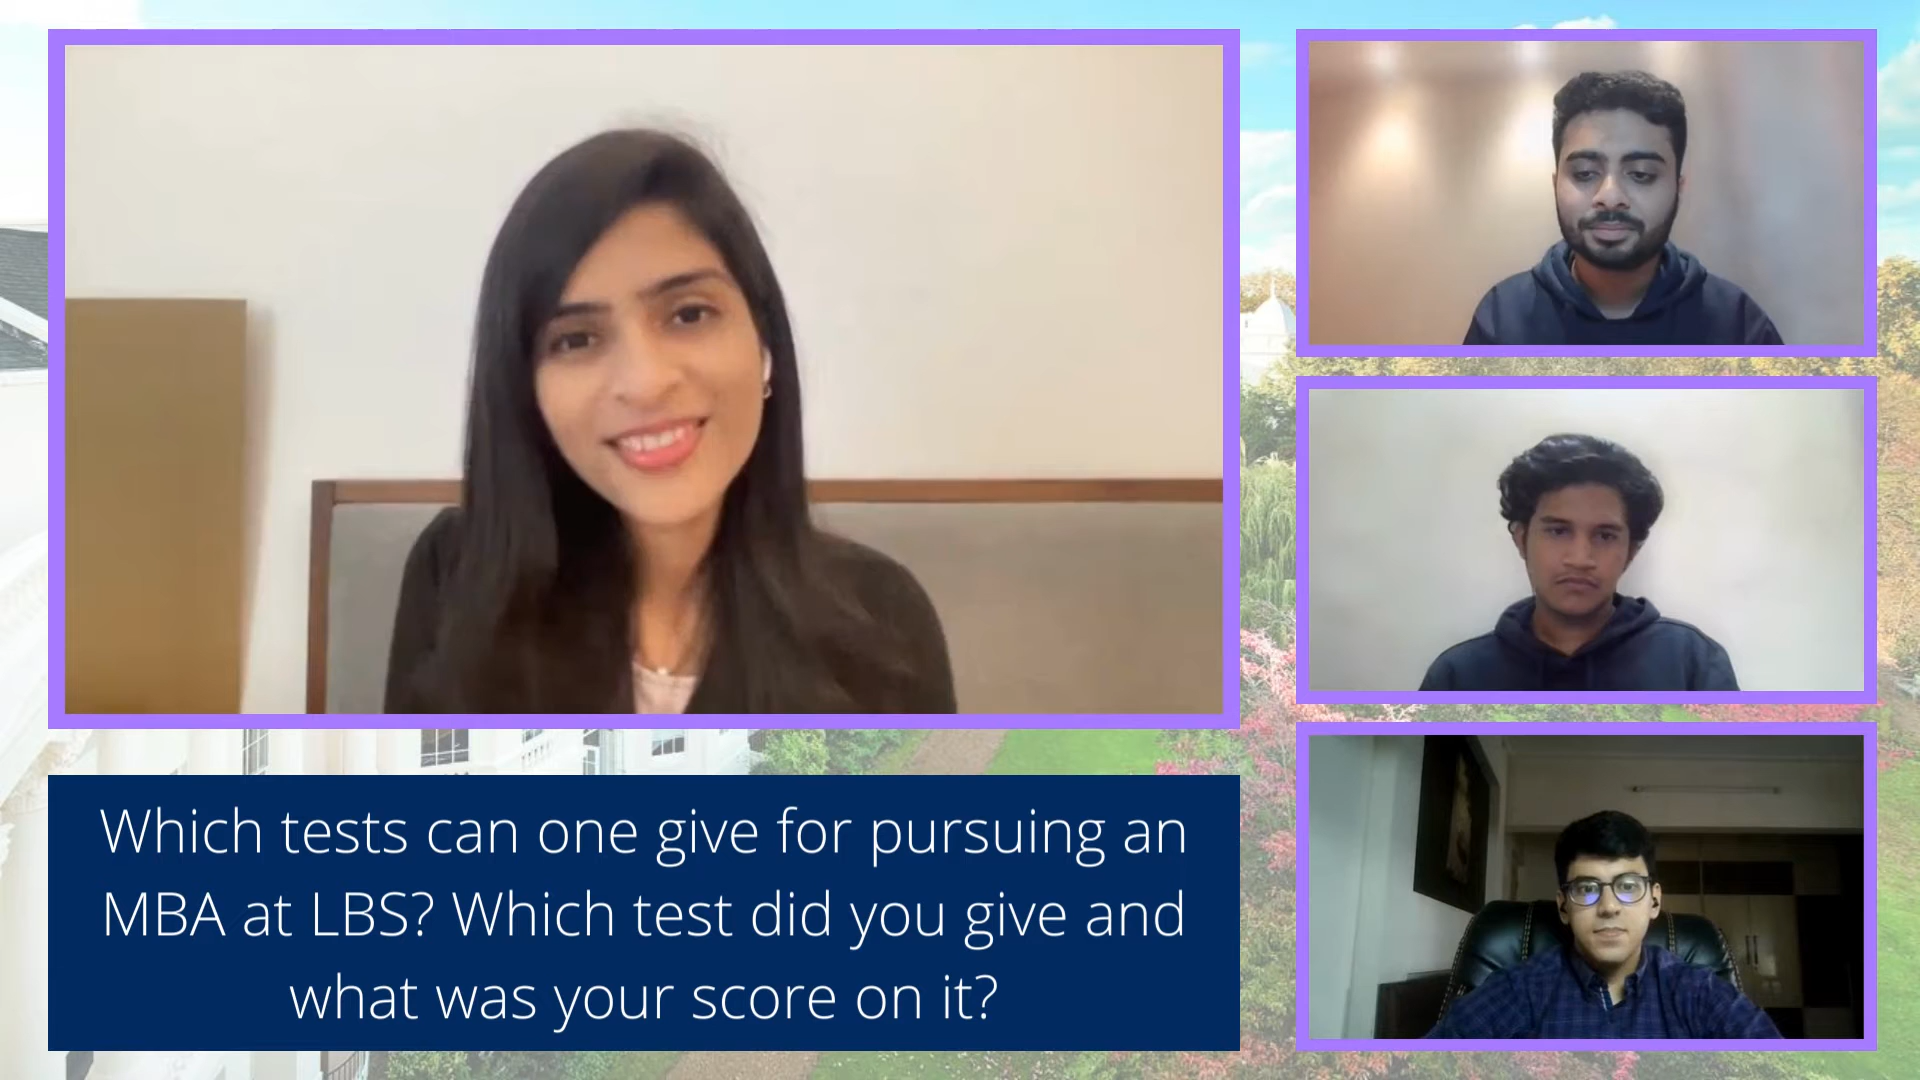 Which tests can one give for pursuing an
MBA at LBS? Which test did you give and
what was your score on it?